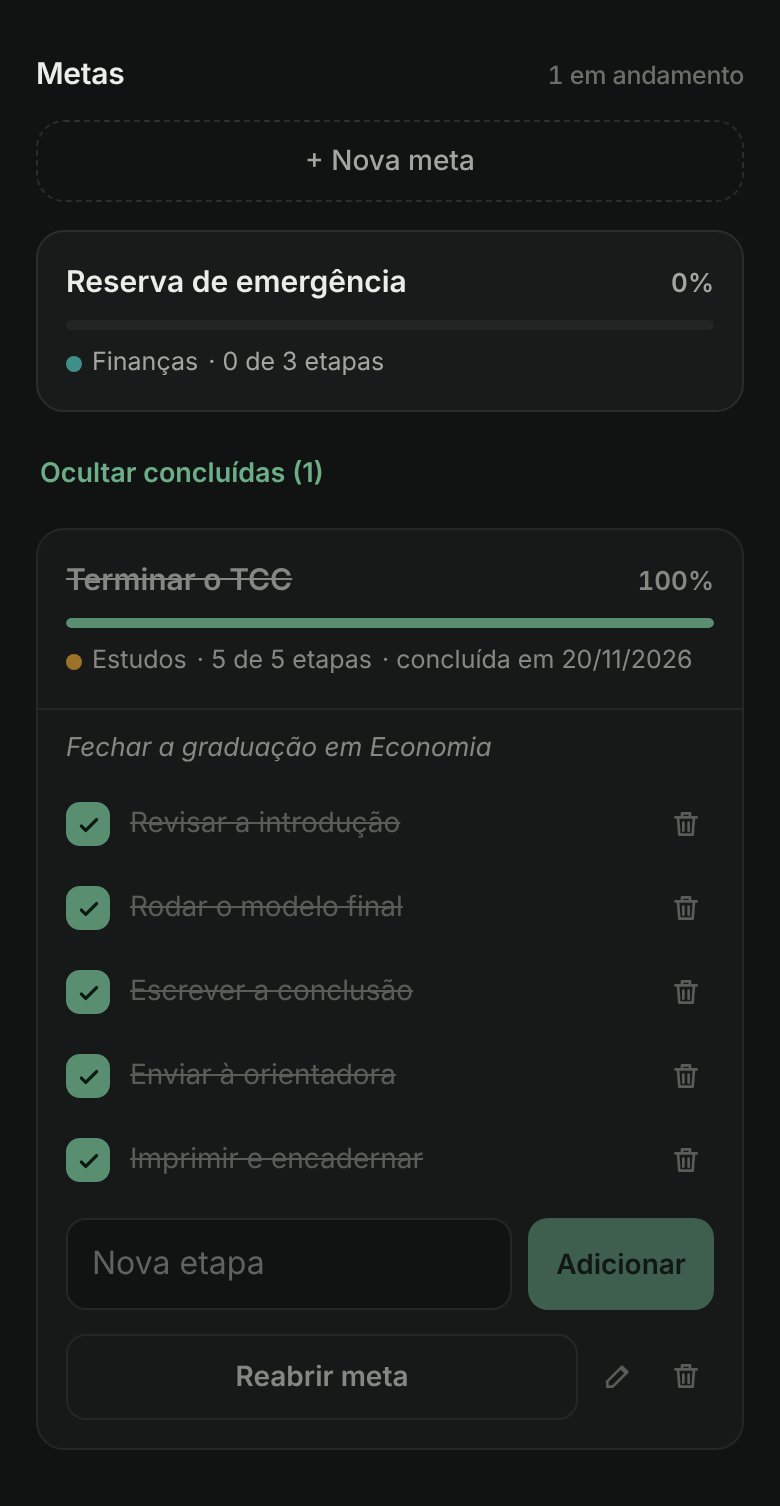 Metas
1 em andamento
+ Nova meta
Reserva de emergência
0%
Finanças · 0 de 3 etapas
Ocultar concluídas (1)
Terminar o TCC
100%
Estudos · 5 de 5 etapas · concluída em 20/11/2026
Fechar a graduação em Economia
Revisar a introdução
Rodar o modelo final
Escrever a conclusão
Enviar à orientadora
Imprimir e encadernar
Nova etapa
Adicionar
Reabrir meta